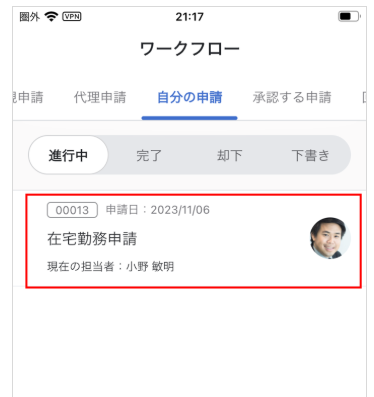 圏外 VPN 21:17
ワークフロー
申請 代理申請 自分の申請 承認する申請
進行中 完了 却下 下書き
00013 申請日：2023/11/06
在宅勤務申請
現在の担当者：小野 敏明